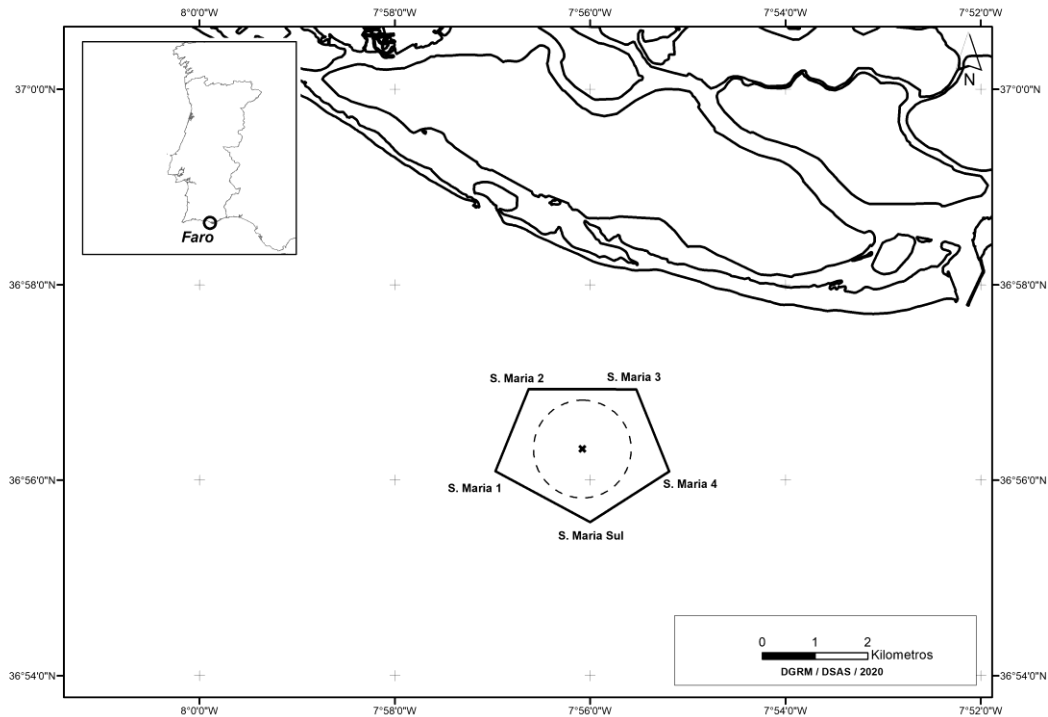 8°0'0"W 7°58'0"W 7°56'0"W 7°54'0"W 7°52'0"W
N
37°0'0"N 37°0'0"N
Faro
36°58'0"N 36°58'0"N
S. Maria 2 S. Maria 3
S. Maria 1 S. Maria 4
36°56'0"N 36°56'0"N
S. Maria Sul
0 1 2
Kilometros
DGRM / DSAS / 2020
36°54'0"N 36°54'0"N
8°0'0"W 7°58'0"W 7°56'0"W 7°54'0"W 7°52'0"W